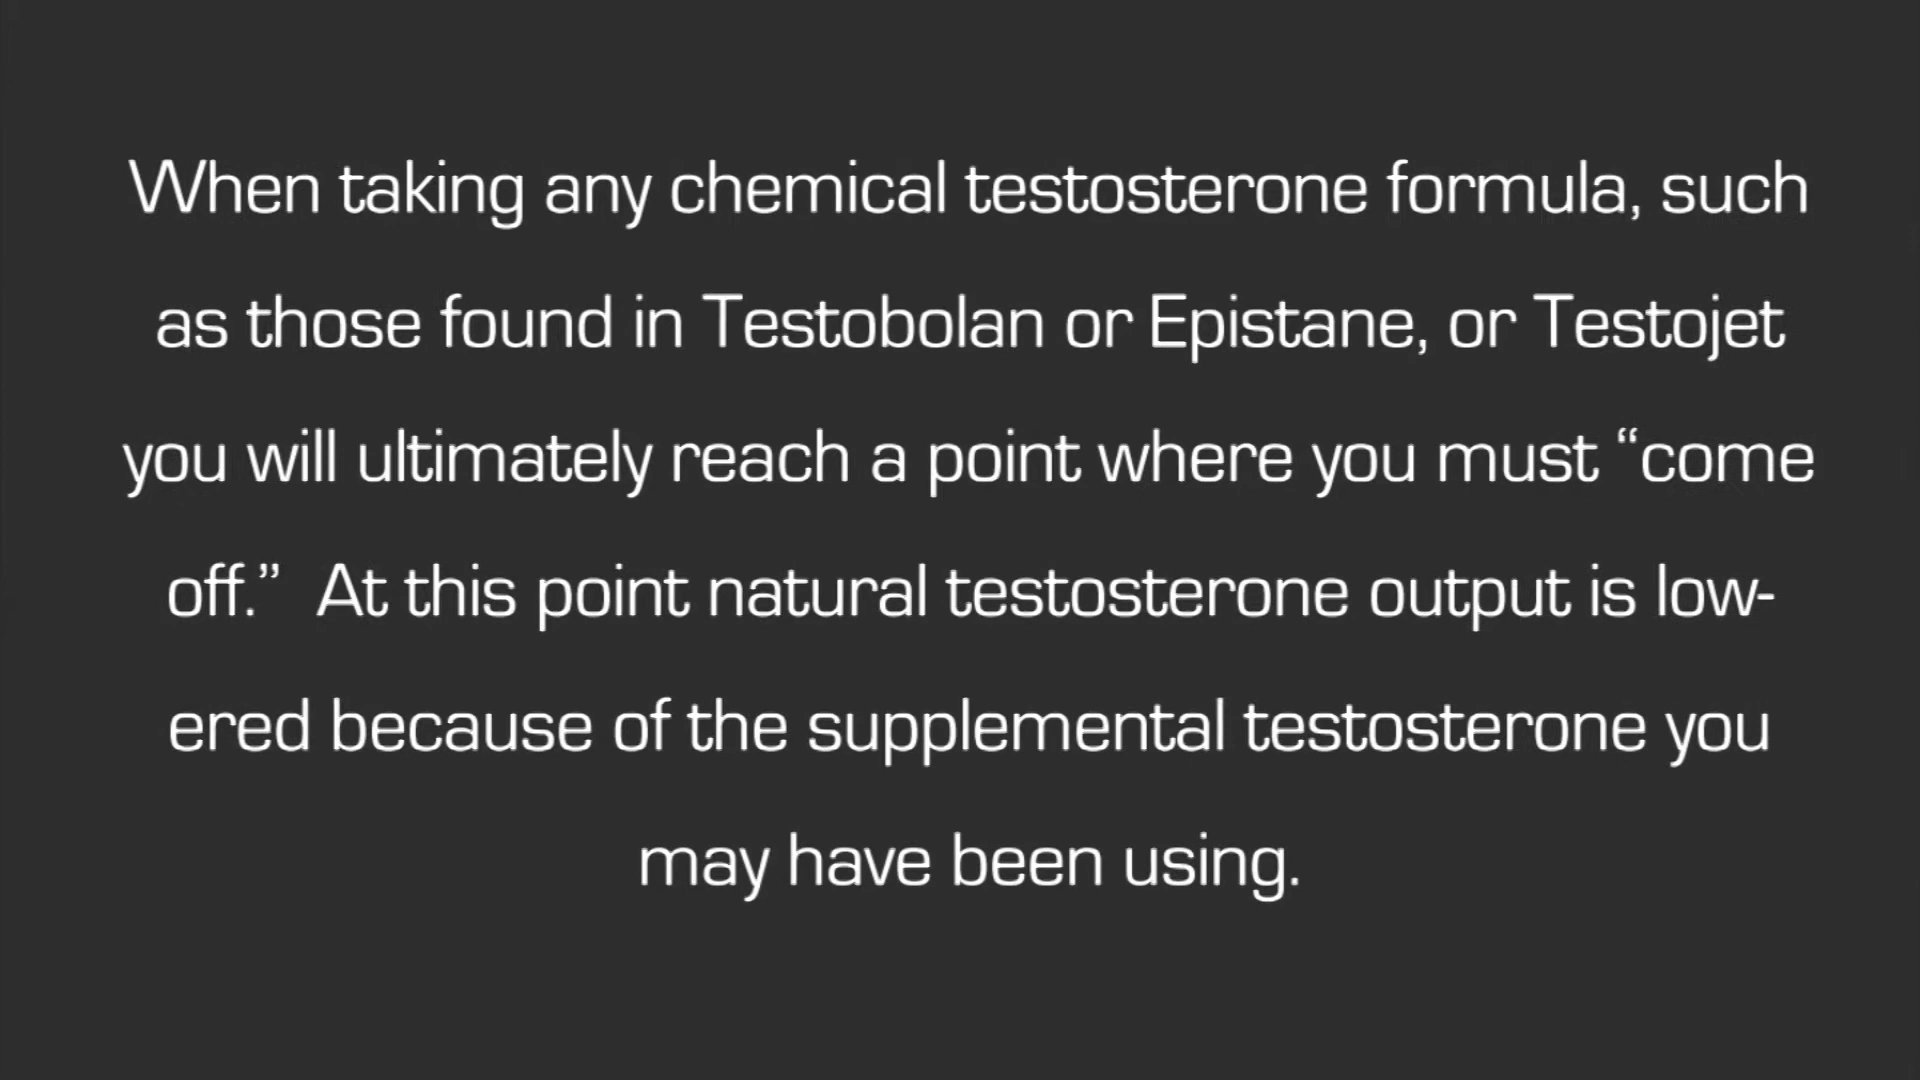 When taking any chemical testosterone formula, such
as those found in Testobolan or Epistane, or Testojet
you will ultimately reach a point where you must “come
off.”  At this point natural testosterone output is low-
ered because of the supplemental testosterone you
may have been using.